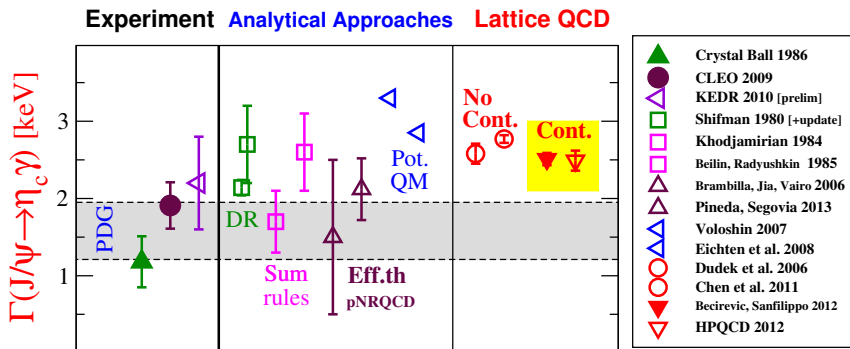 Experiment Analytical Approaches Lattice QCD
Γ(J/ψ→η_cγ) [keV]
3
2
1
PDG
DR
Sum
rules
Eff.th
pNRQCD
Pot.
QM
No
Cont.
Cont.
Crystal Ball 1986
CLEO 2009
KEDR 2010 [prelim]
Shifman 1980 [+update]
Khodjamirian 1984
Beilin, Radyushkin 1985
Brambilla, Jia, Vairo 2006
Pineda, Segovia 2013
Voloshin 2007
Eichten et al. 2008
Dudek et al. 2006
Chen et al. 2011
Becirevic, Sanfilippo 2012
HPQCD 2012